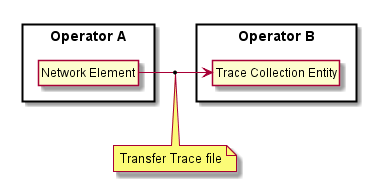 Operator A
Operator B
Network Element
Trace Collection Entity
Transfer Trace file